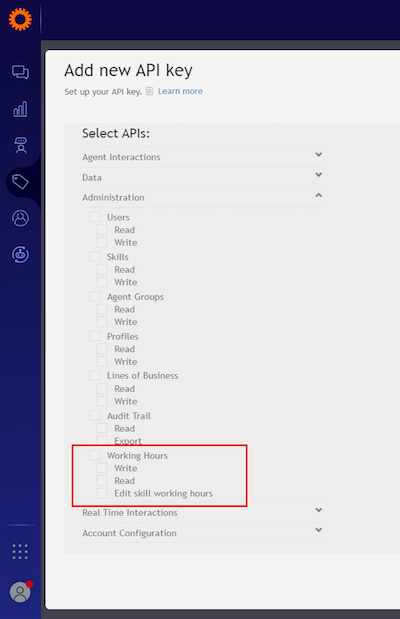 Add new API key
Set up your API key. Learn more
Select APIs:
Agent Interactions
Data
Administration
Users
Read
Write
Skills
Read
Write
Agent Groups
Read
Write
Profiles
Read
Write
Lines of Business
Read
Write
Audit Trail
Read
Export
Working Hours
Write
Read
Edit skill working hours
Real Time Interactions
Account Configuration